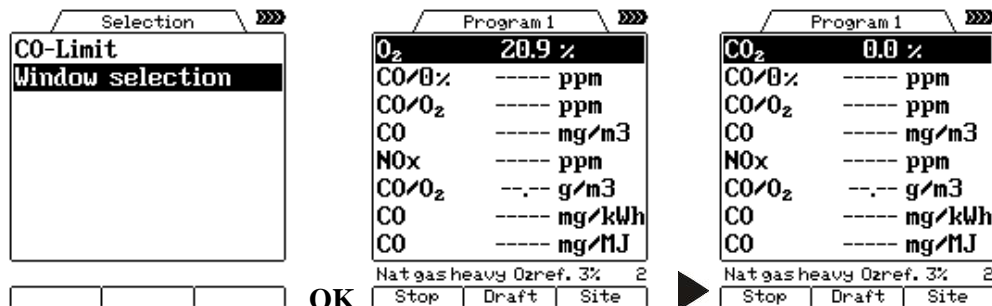 Selection
CO-Limit
Window selection
OK
Program 1
O₂ 20.9 %
CO/0% ----- ppm
CO/O₂ ----- ppm
CO ----- mg/m3
NOx ----- ppm
CO/O₂ --.-- g/m3
CO ----- mg/kWh
CO ----- mg/MJ
Nat gas heavy O2ref. 3% 2
Stop Draft Site
Program 1
CO₂ 0.0 %
CO/0% ----- ppm
CO/O₂ ----- ppm
CO ----- mg/m3
NOx ----- ppm
CO/O₂ --.-- g/m3
CO ----- mg/kWh
CO ----- mg/MJ
Nat gas heavy O2ref. 3% 2
Stop Draft Site